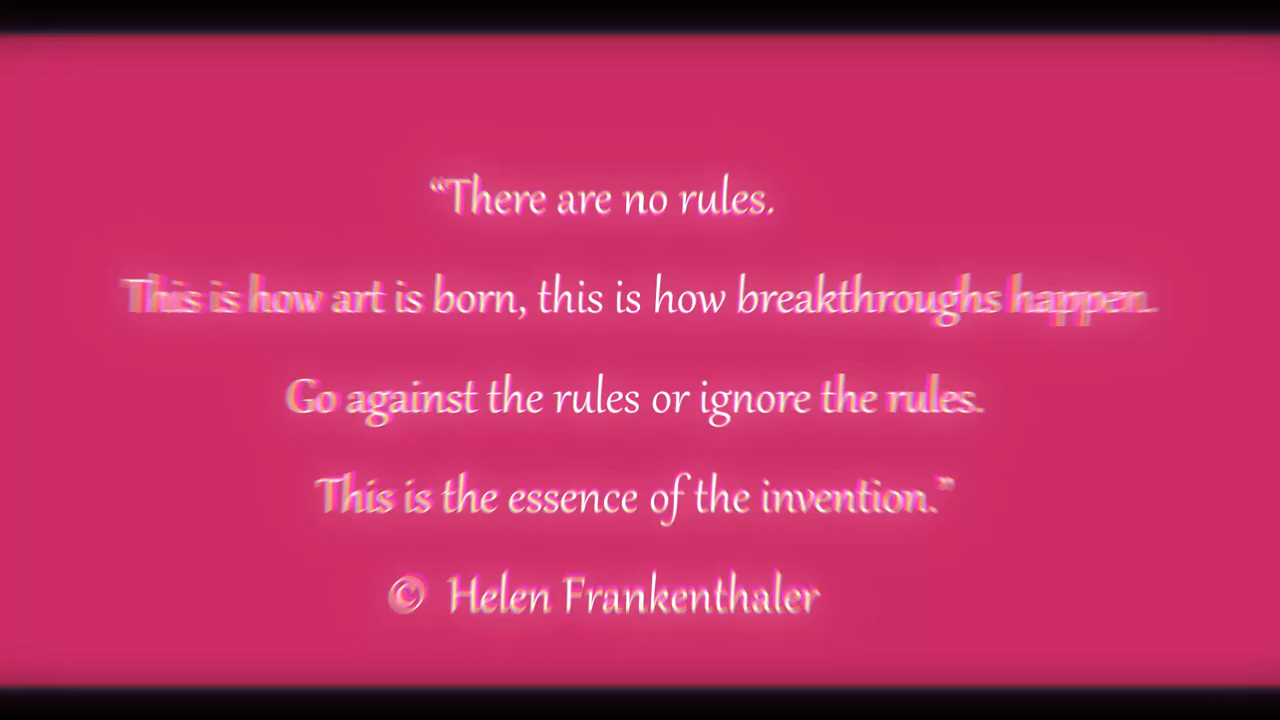 “There are no rules.
This is how art is born, this is how breakthroughs happen.
Go against the rules or ignore the rules.
This is the essence of the invention.”
© Helen Frankenthaler